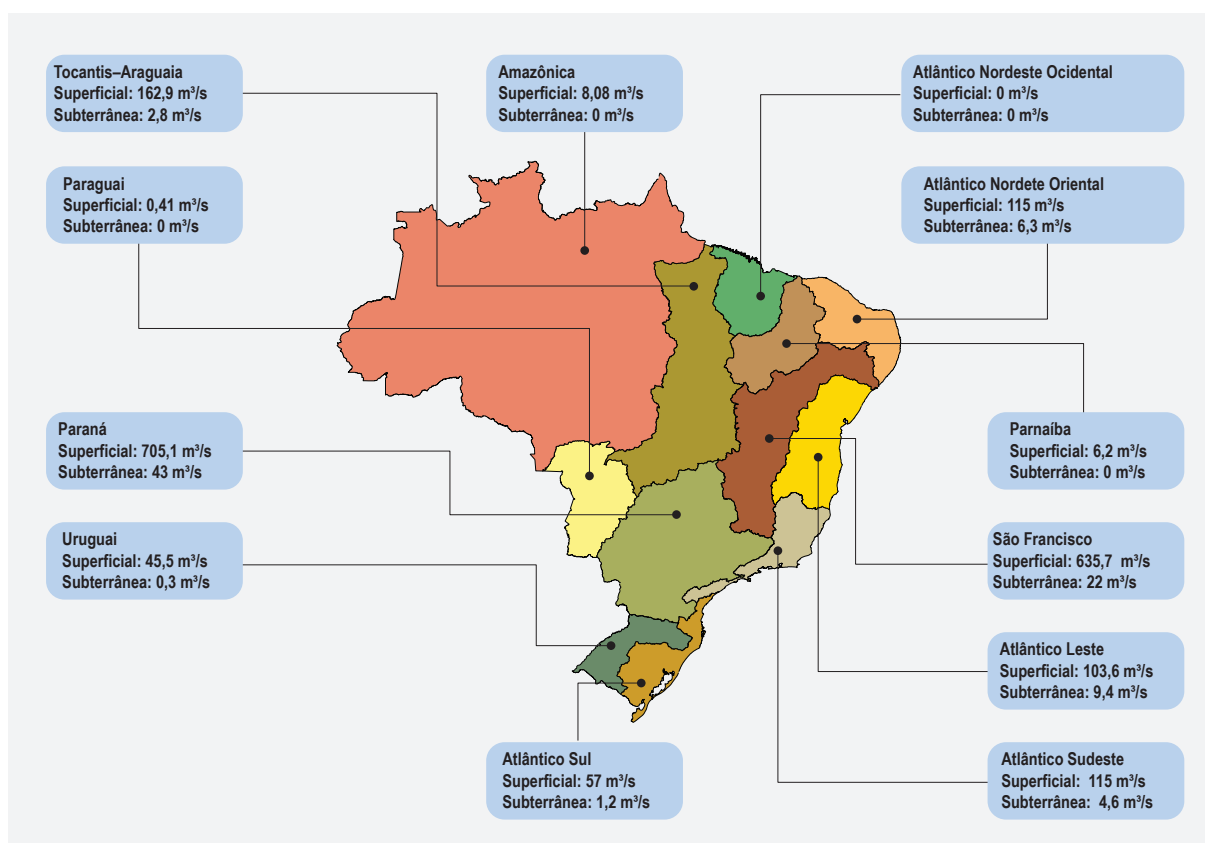 Tocantis–Araguaia
Superficial: 162,9 m³/s
Subterrânea: 2,8 m³/s
Amazônica
Superficial: 8,08 m³/s
Subterrânea: 0 m³/s
Atlântico Nordeste Ocidental
Superficial: 0 m³/s
Subterrânea: 0 m³/s
Paraguai
Superficial: 0,41 m³/s
Subterrânea: 0 m³/s
Atlântico Nordete Oriental
Superficial: 115 m³/s
Subterrânea: 6,3 m³/s
Paraná
Superficial: 705,1 m³/s
Subterrânea: 43 m³/s
Parnaíba
Superficial: 6,2 m³/s
Subterrânea: 0 m³/s
Uruguai
Superficial: 45,5 m³/s
Subterrânea: 0,3 m³/s
São Francisco
Superficial: 635,7 m³/s
Subterrânea: 22 m³/s
Atlântico Leste
Superficial: 103,6 m³/s
Subterrânea: 9,4 m³/s
Atlântico Sul
Superficial: 57 m³/s
Subterrânea: 1,2 m³/s
Atlântico Sudeste
Superficial: 115 m³/s
Subterrânea: 4,6 m³/s